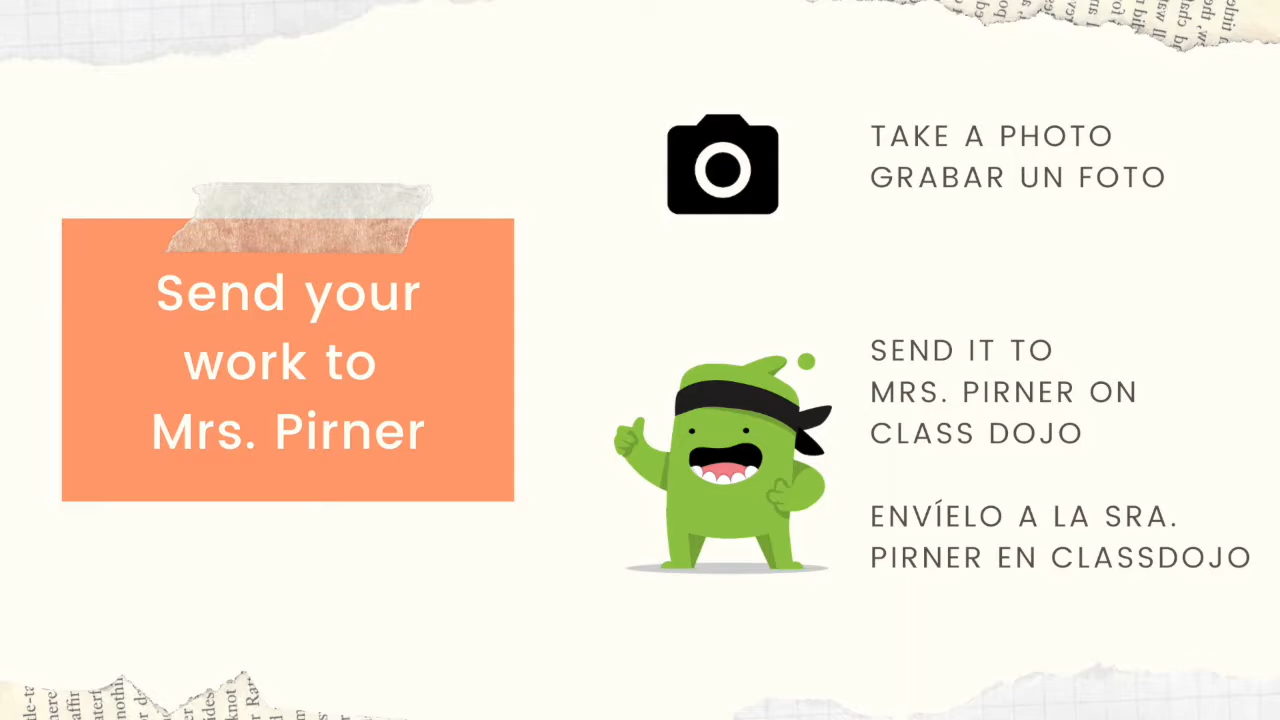 Send your
work to
Mrs. Pirner
TAKE A PHOTO
GRABAR UN FOTO
SEND IT TO
MRS. PIRNER ON
CLASS DOJO
ENVÍELO A LA SRA.
PIRNER EN CLASSDOJO